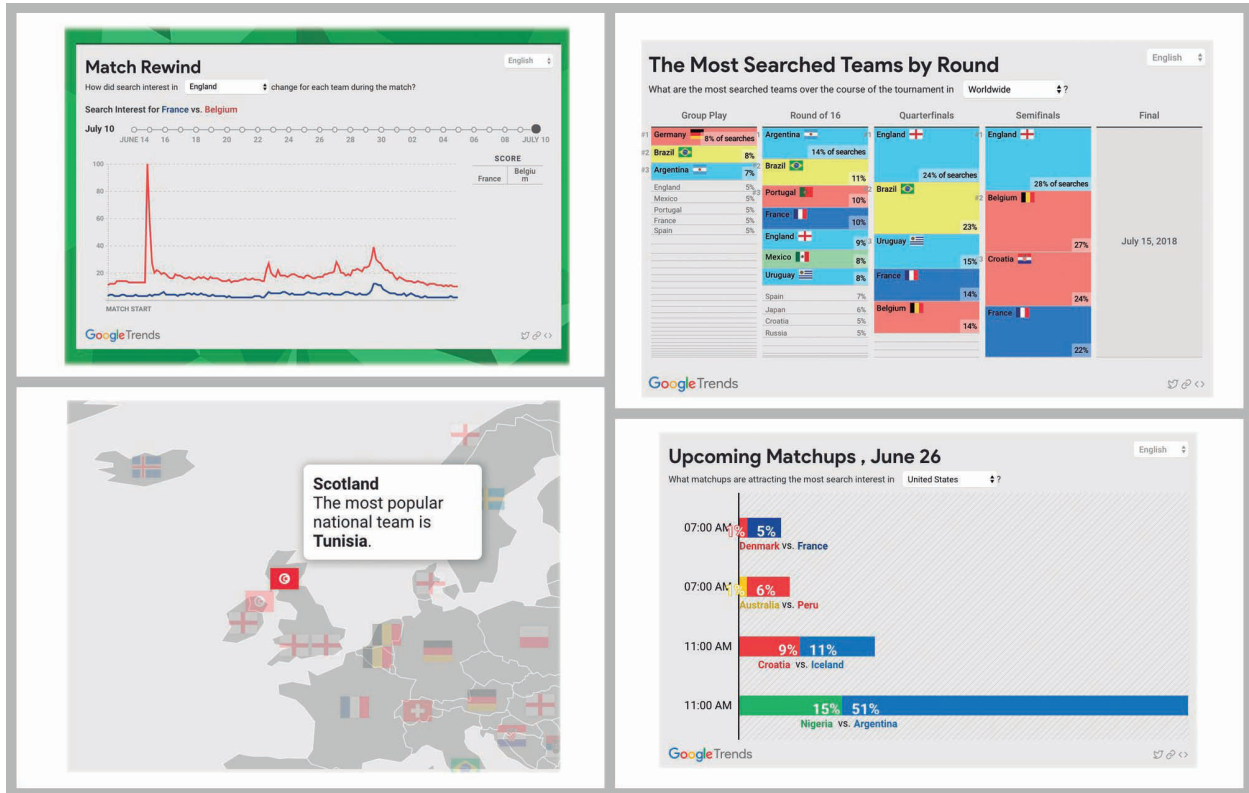 Match Rewind
English
How did search interest in England change for each team during the match?
Search Interest for France vs. Belgium
July 10
JUNE 14 16 18 20 22 24 26 28 30 02 04 06 08 JULY 10
SCORE
France Belgiu
m
100
80
60
40
20
MATCH START
GoogleTrends
The Most Searched Teams by Round
English
What are the most searched teams over the course of the tournament in Worldwide ?
Group Play
#1 Germany 8% of searches
#2 Brazil 8%
#3 Argentina 7%
England 5%
Mexico 5%
Portugal 5%
France 5%
Spain 5%
Round of 16
Argentina 14% of searches
Brazil 11%
#3 Portugal 10%
France 10%
England 9%
Mexico 8%
Uruguay 8%
Spain 7%
Japan 6%
Croatia 5%
Russia 5%
Quarterfinals
England 24% of searches
Brazil 23%
3 Uruguay 15%
France 14%
Belgium 14%
Semifinals
England 28% of searches
#2 Belgium 27%
Croatia 24%
France 22%
Final
July 15, 2018
GoogleTrends
Scotland
The most popular
national team is
Tunisia.
Upcoming Matchups , June 26
English
What matchups are attracting the most search interest in United States ?
07:00 AM 1% 5%
Denmark vs. France
07:00 AM 1% 6%
Australia vs. Peru
11:00 AM 9% 11%
Croatia vs. Iceland
11:00 AM 15% 51%
Nigeria vs. Argentina
GoogleTrends